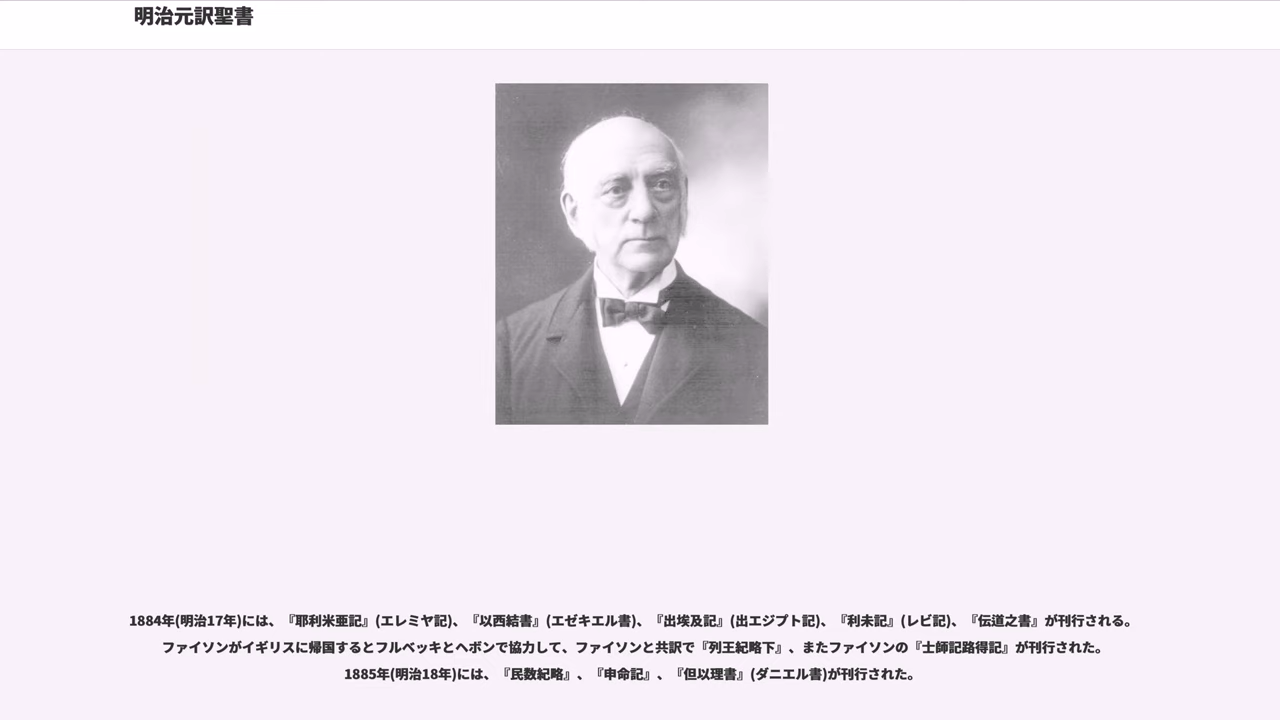 明治元訳聖書
1884年(明治17年)には、『耶利米亜記』(エレミヤ記)、『以西結書』(エゼキエル書)、『出埃及記』(出エジプト記)、『利未記』(レビ記)、『伝道之書』が刊行される。
ファイソンがイギリスに帰国するとフルベッキとヘボンで協力して、ファイソンと共訳で『列王紀略下』、またファイソンの『士師記路得記』が刊行された。
1885年(明治18年)には、『民数紀略』、『申命記』、『但以理書』(ダニエル書)が刊行された。